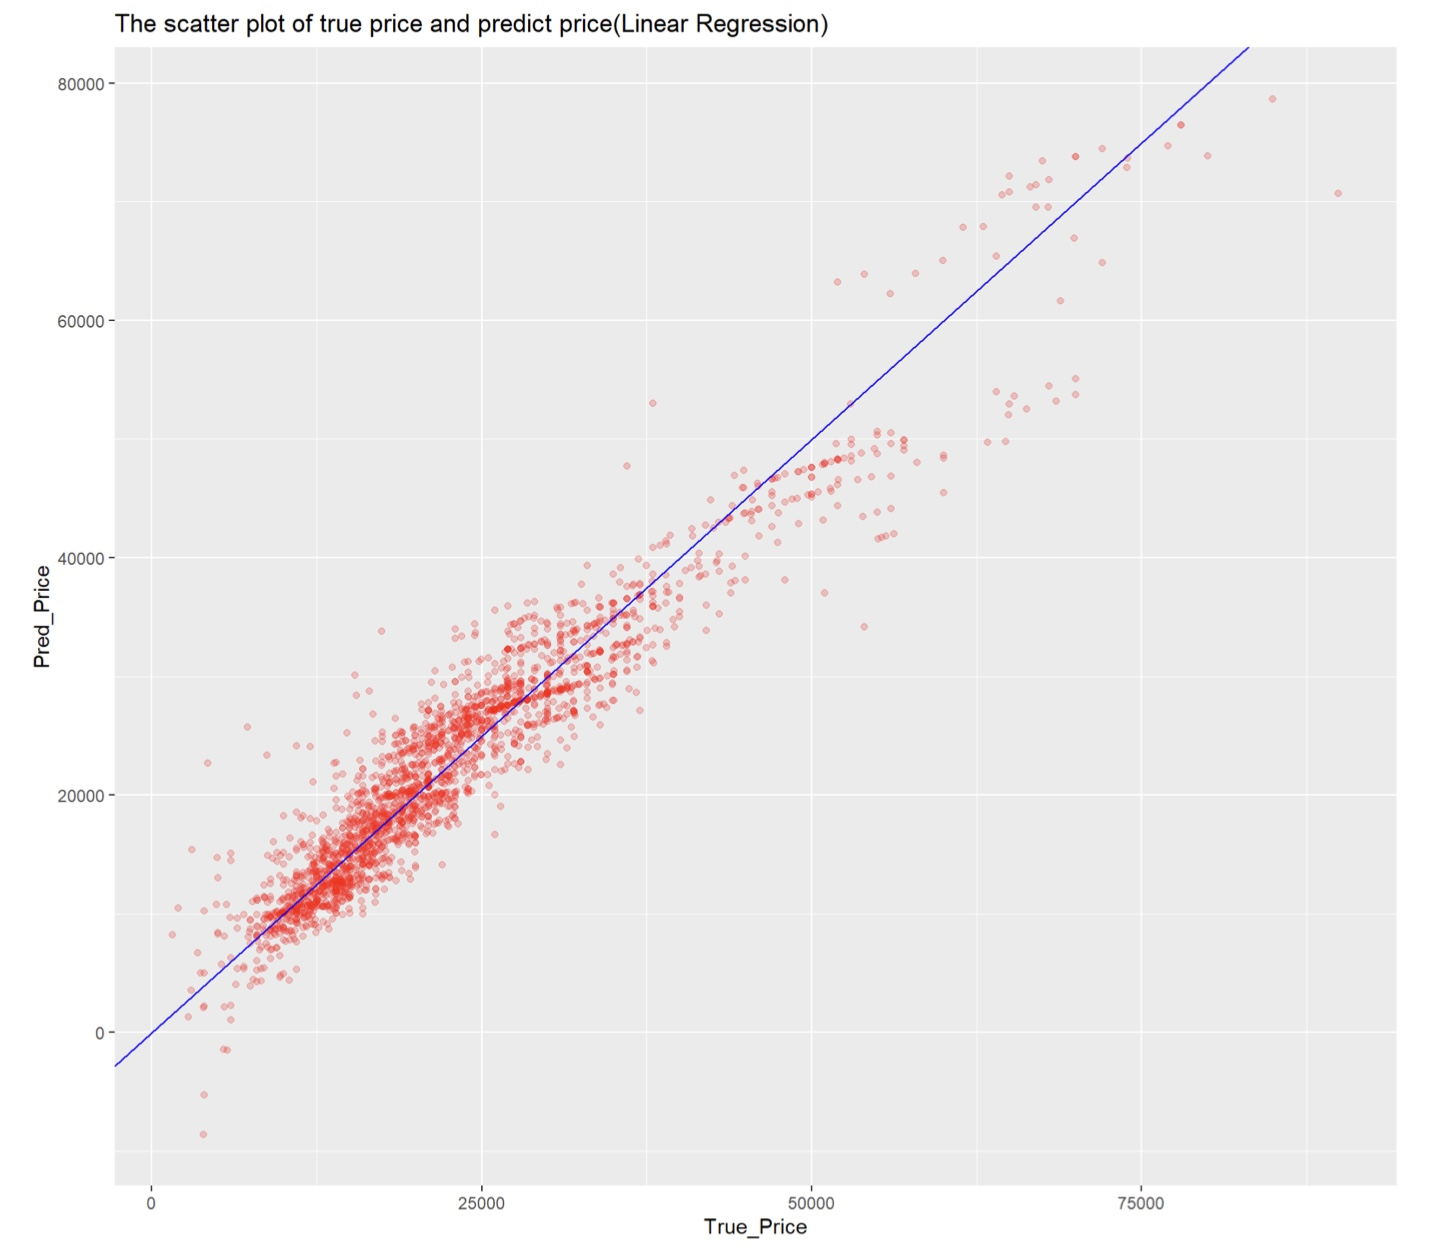 The scatter plot of true price and predict price(Linear Regression)
80000
60000
40000
20000
0
Pred_Price
0 25000 50000 75000
True_Price